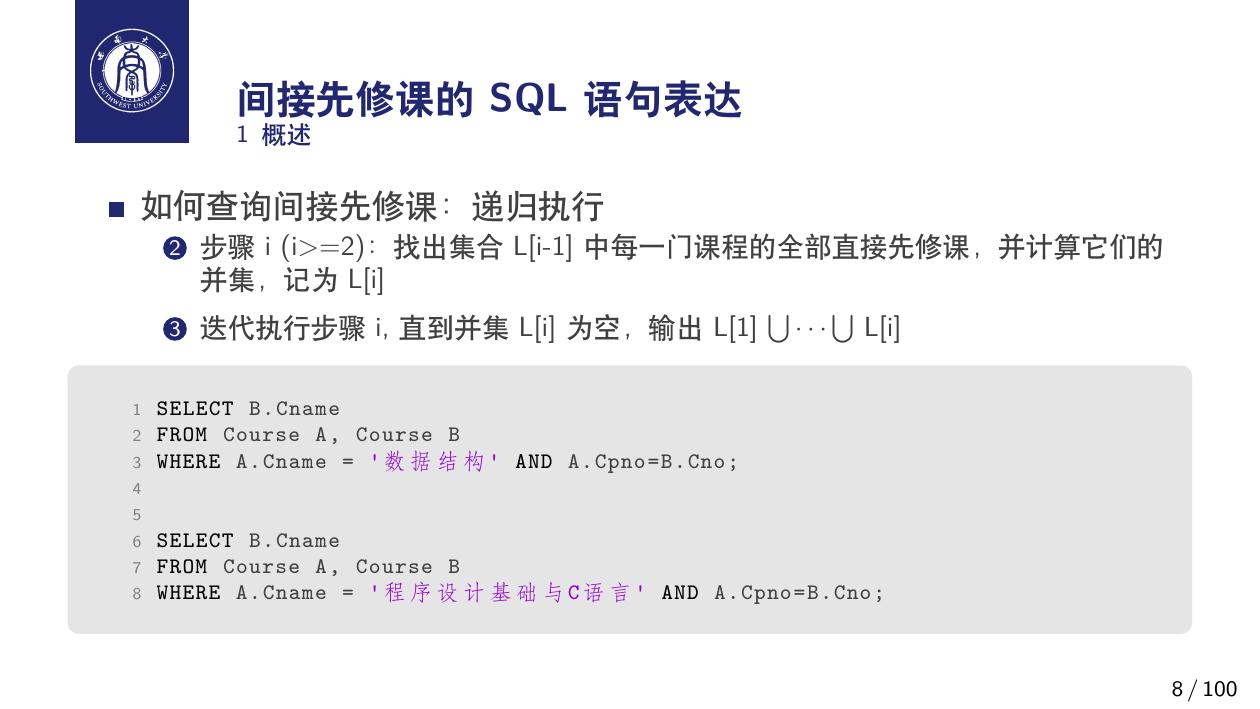 西南大学
SOUTHWEST UNIVERSITY
间接先修课的 SQL 语句表达
1 概述
如何查询间接先修课：递归执行
2 步骤 i (i>=2)：找出集合 L[i-1] 中每一门课程的全部直接先修课，并计算它们的
并集，记为 L[i]
3 迭代执行步骤 i, 直到并集 L[i] 为空，输出 L[1] ⋃···⋃ L[i]
1 SELECT B.Cname
2 FROM Course A, Course B
3 WHERE A.Cname = '数据结构' AND A.Cpno=B.Cno;
4
5
6 SELECT B.Cname
7 FROM Course A, Course B
8 WHERE A.Cname = '程序设计基础与C语言' AND A.Cpno=B.Cno;
8 / 100